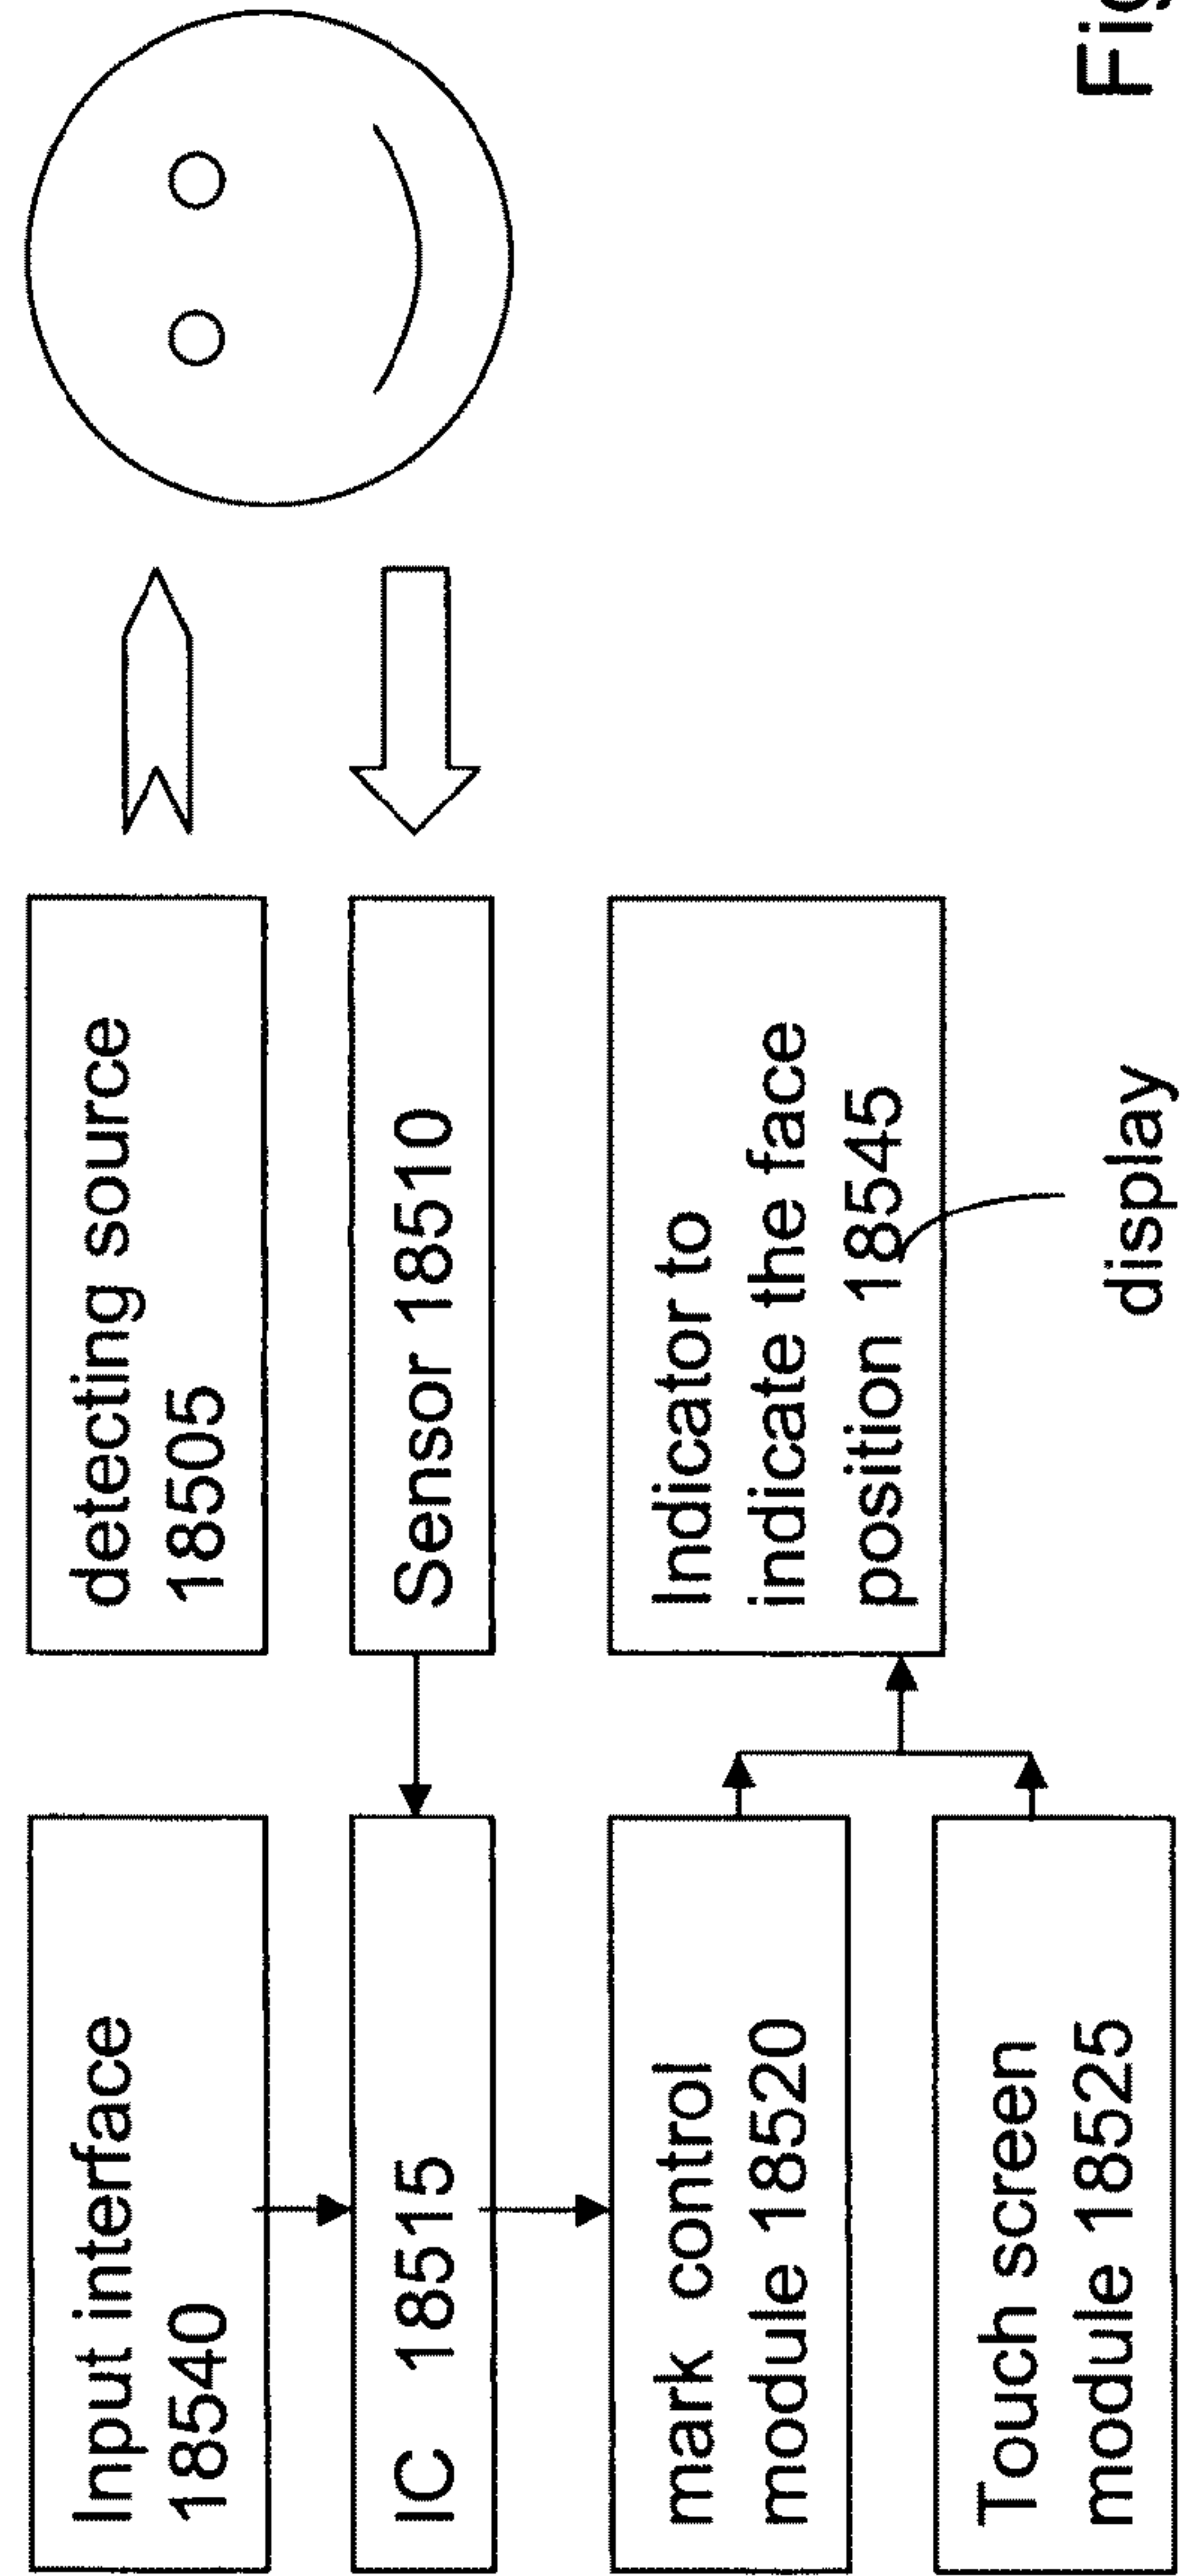 Input interface
18540
detecting source
18505
IC 18515
Sensor 18510
mark control
module 18520
Indicator to
indicate the face
position 18545
Touch screen
module 18525
display